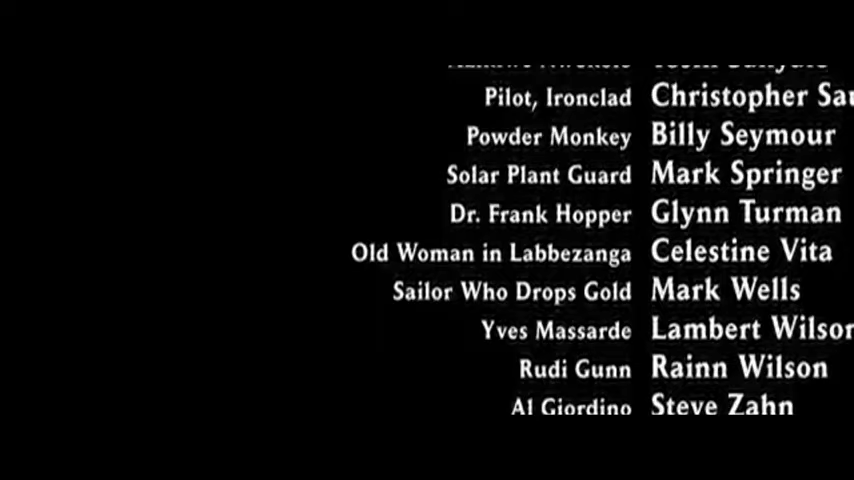 Pilot, Ironclad Christopher
Powder Monkey Billy Seymour
Solar Plant Guard Mark Springer
Dr. Frank Hopper Glynn Turman
Old Woman in Labbezanga Celestine Vita
Sailor Who Drops Gold Mark Wells
Yves Massarde Lambert Wilson
Rudi Gunn Rainn Wilson
Al Giordino Steve Zahn